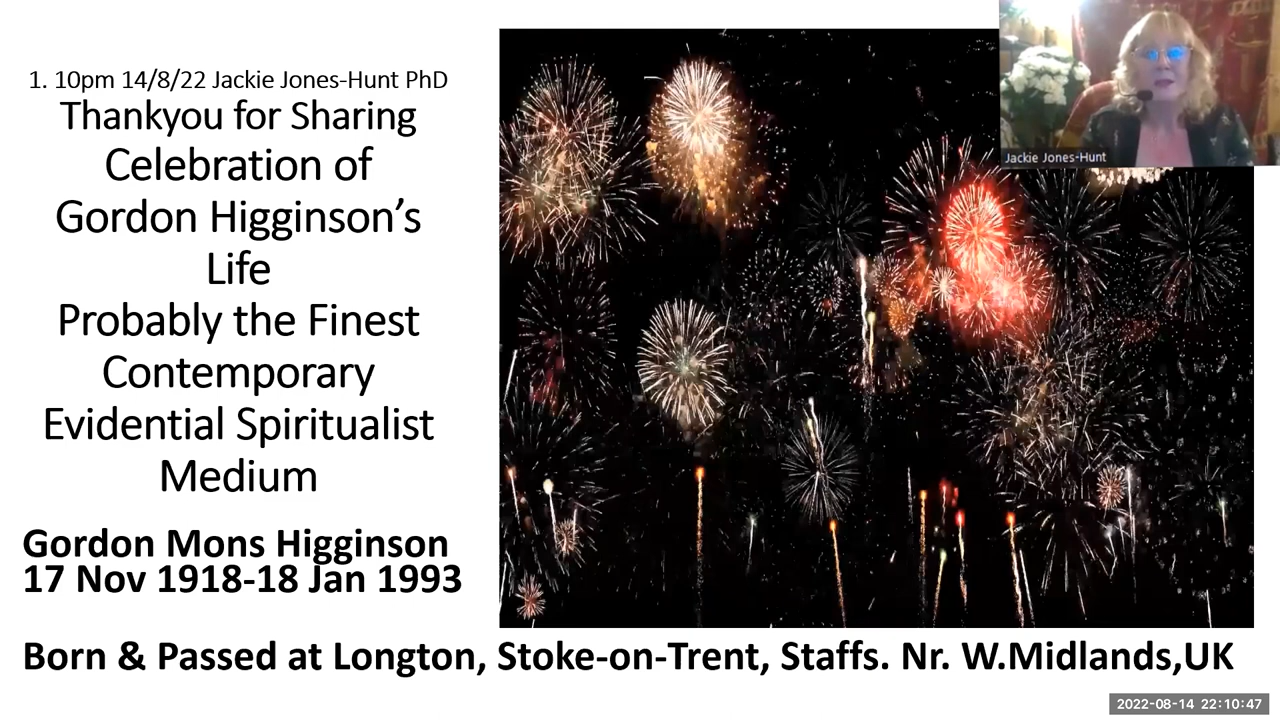 1. 10pm 14/8/22 Jackie Jones-Hunt PhD
Thankyou for Sharing
Celebration of
Gordon Higginson’s
Life
Probably the Finest
Contemporary
Evidential Spiritualist
Medium
Gordon Mons Higginson
17 Nov 1918-18 Jan 1993
Born & Passed at Longton, Stoke-on-Trent, Staffs. Nr. W.Midlands,UK
Jackie Jones-Hunt
2022-08-14 22:10:47